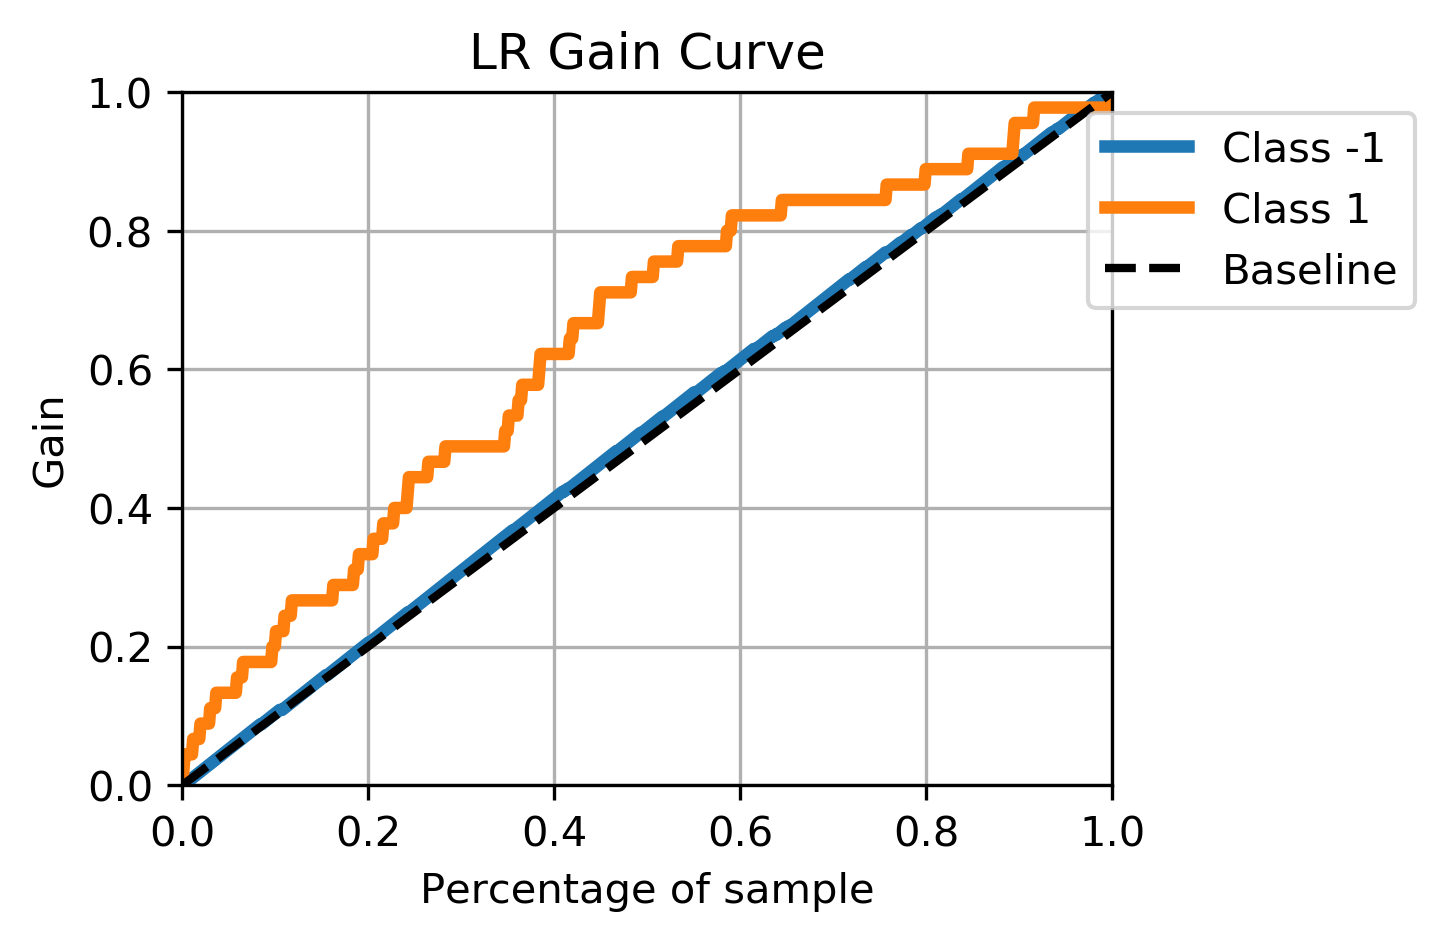 LR Gain Curve
1.0
0.8
0.6
0.4
0.2
0.0
Gain
0.0 0.2 0.4 0.6 0.8 1.0
Percentage of sample
Class -1
Class 1
Baseline